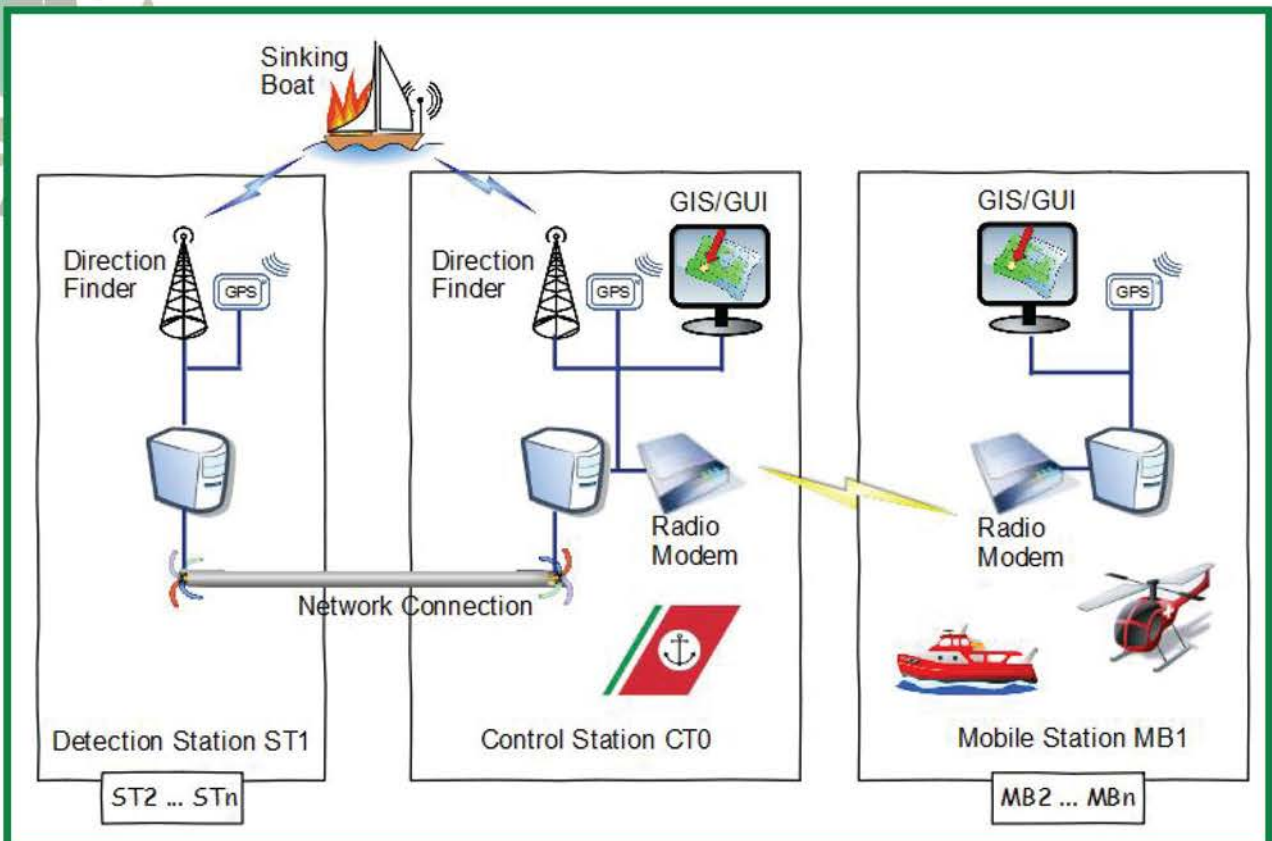 Sinking
Boat
Direction
Finder
GPS
Direction
Finder
GPS
GIS/GUI
GIS/GUI
GPS
Radio
Modem
Radio
Modem
Network Connection
Detection Station ST1
Control Station CT0
Mobile Station MB1
ST2 ... STn
MB2 ... MBn